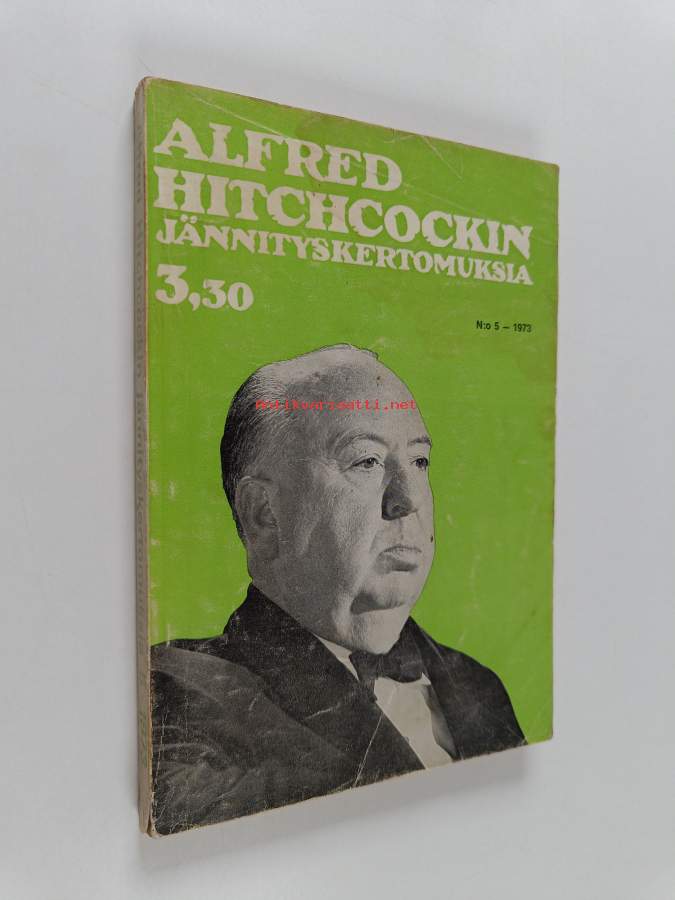 ALFRED
HITCHCOCKIN
JÄNNITYSKERTOMUKSIA
3,30
N:o 5 – 1973
Antikvariaatti.net